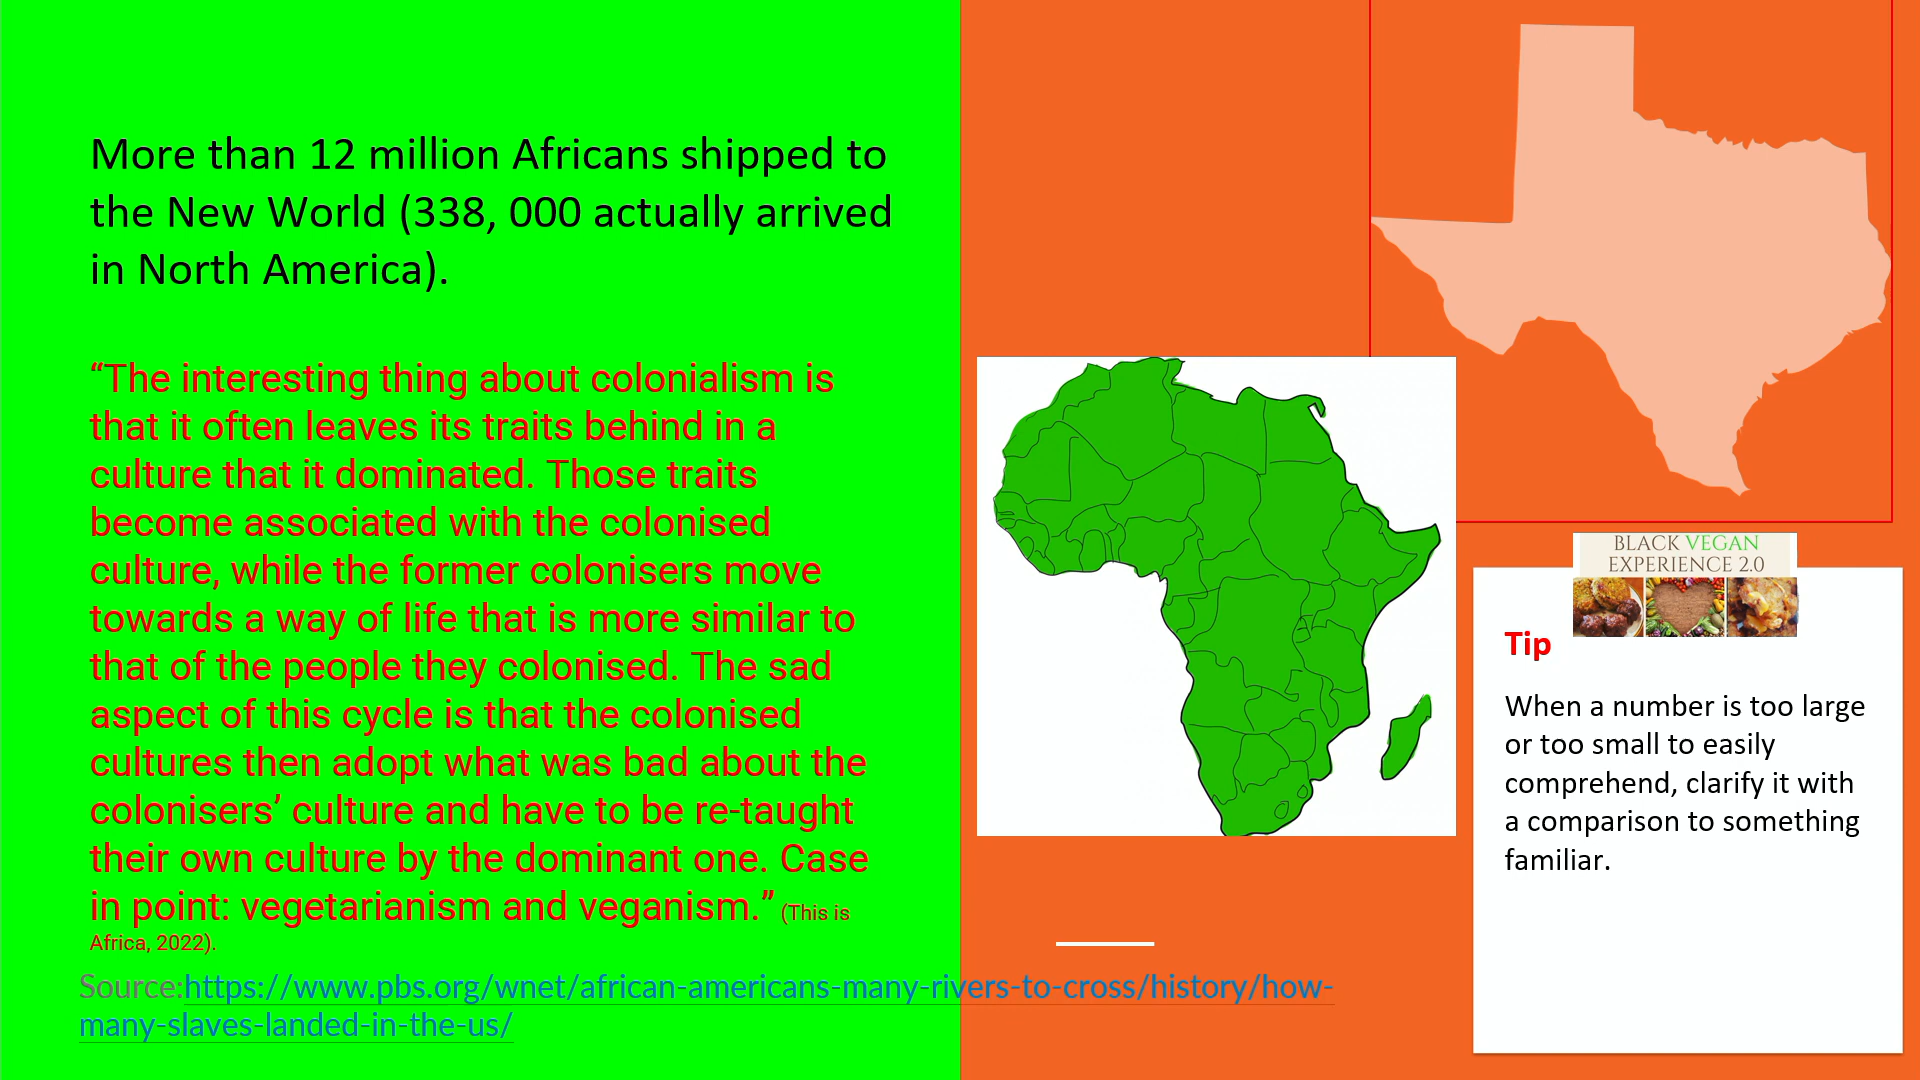 More than 12 million Africans shipped to
the New World (338, 000 actually arrived
in North America).
“The interesting thing about colonialism is
that it often leaves its traits behind in a
culture that it dominated. Those traits
become associated with the colonised
culture, while the former colonisers move
towards a way of life that is more similar to
that of the people they colonised. The sad
aspect of this cycle is that the colonised
cultures then adopt what was bad about the
colonisers’ culture and have to be re-taught
their own culture by the dominant one. Case
in point: vegetarianism and veganism.” (This is
Africa, 2022).
Source:https://www.pbs.org/wnet/african-americans-many-rivers-to-cross/history/how-
many-slaves-landed-in-the-us/
BLACK VEGAN
EXPERIENCE 2.0
Tip
When a number is too large
or too small to easily
comprehend, clarify it with
a comparison to something
familiar.